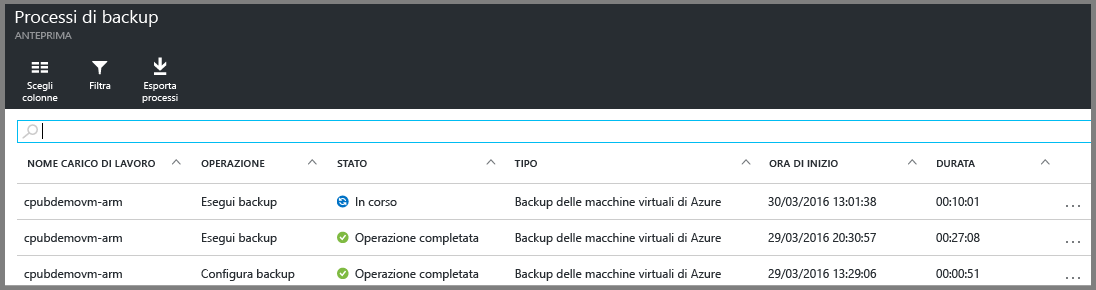 Processi di backup
ANTEPRIMA
Scegli colonne
Filtra
Esporta processi
NOME CARICO DI LAVORO OPERAZIONE STATO TIPO ORA DI INIZIO DURATA
cpubdemovm-arm Esegui backup In corso Backup delle macchine virtuali di Azure 30/03/2016 13:01:38 00:10:01 ...
cpubdemovm-arm Esegui backup Operazione completata Backup delle macchine virtuali di Azure 29/03/2016 20:30:57 00:27:08 ...
cpubdemovm-arm Configura backup Operazione completata Backup delle macchine virtuali di Azure 29/03/2016 13:29:06 00:00:51 ...